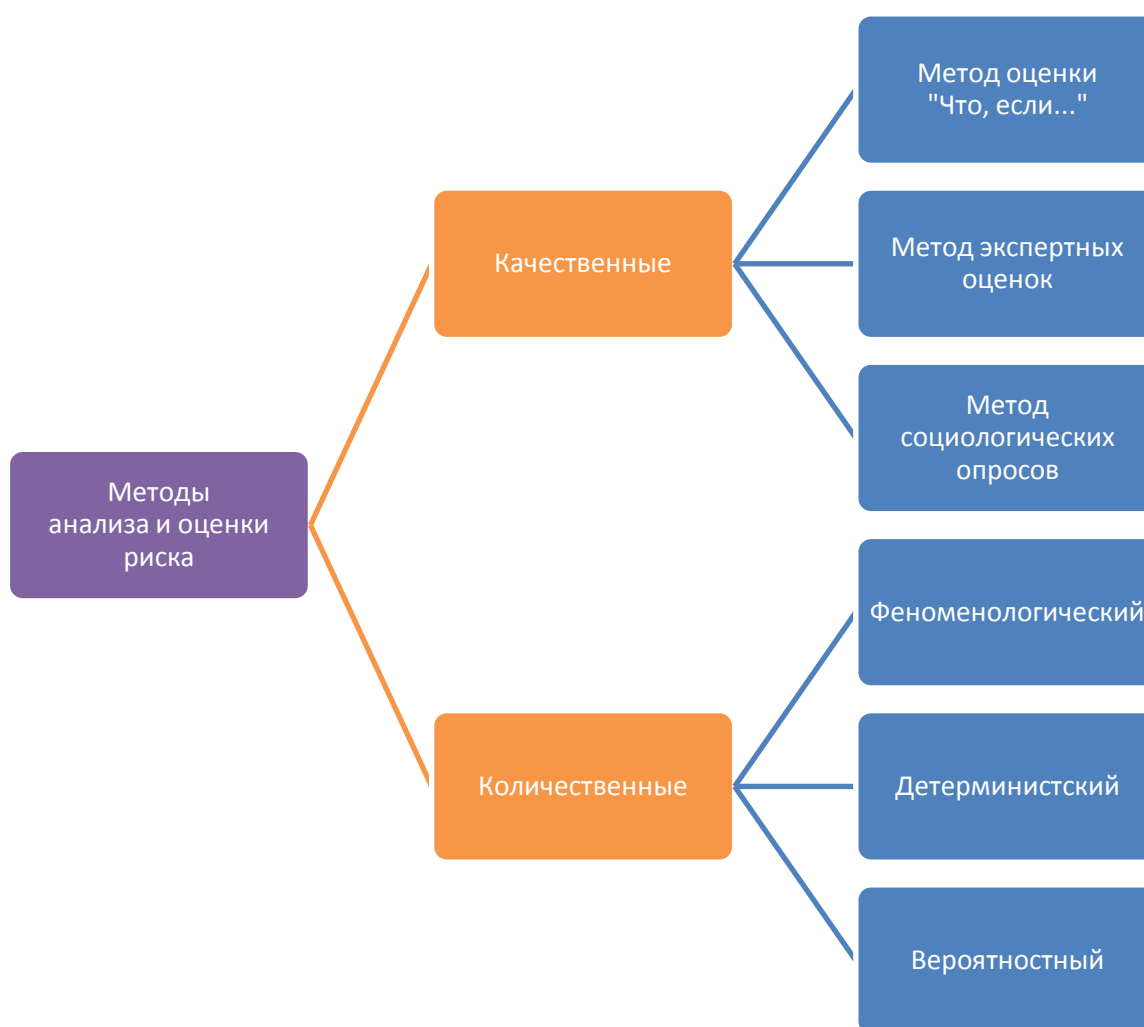 Метод оценки
"Что, если..."
Качественные
Метод экспертных
оценок
Метод
социологических
опросов
Методы
анализа и оценки
риска
Феноменологический
Количественные
Детерминистский
Вероятностный